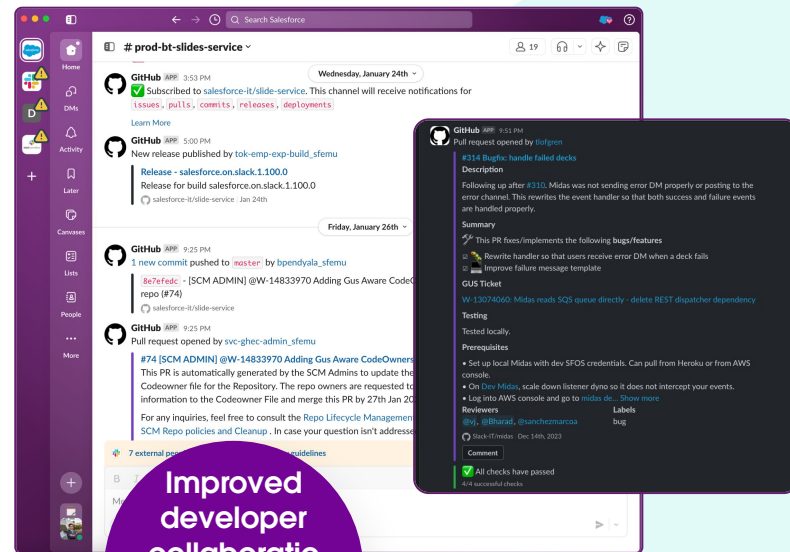 Search Salesforce
# prod-bt-slides-service
19
Home
DMs
Activity
Later
Canvases
Lists
People
More
D
Wednesday, January 24th
GitHub APP 3:53 PM
Subscribed to salesforce-it/slide-service. This channel will receive notifications for
issues, pulls, commits, releases, deployments
Learn More
GitHub APP 5:00 PM
New release published by tok-emp-exp-build_sfemu
Release - salesforce.on.slack.1.100.0
Release for build salesforce.on.slack.1.100.0
salesforce-it/slide-service Jan 24th
Friday, January 26th
GitHub APP 9:25 PM
1 new commit pushed to master by bpendyala_sfemu
8e7efedc - [SCM ADMIN] @W-14833970 Adding Gus Aware CodeO
repo (#74)
salesforce-it/slide-service
GitHub APP 9:25 PM
Pull request opened by svc-ghec-admin_sfemu
#74 [SCM ADMIN] @W-14833970 Adding Gus Aware CodeOwners
This PR is automatically generated by the SCM Admins to update the
Codeowner file for the Repository. The repo owners are requested to
information to the Codeowner File and merge this PR by 27th Jan 20
For any inquiries, feel free to consult the Repo Lifecycle Management
SCM Repo policies and Cleanup . In case your question isn't addresse
7 external guidelines
B
GitHub APP 9:51 PM
Pull request opened by tlofgren
#314 Bugfix: handle failed decks
Description
Following up after #310. Midas was not sending error DM properly or posting to the
error channel. This rewrites the event handler so that both success and failure events
are handled properly.
Summary
This PR fixes/implements the following bugs/features
Rewrite handler so that users receive error DM when a deck fails
Improve failure message template
GUS Ticket
W-13074060: Midas reads SQS queue directly - delete REST dispatcher dependency
Testing
Tested locally.
Prerequisites
• Set up local Midas with dev SFOS credentials. Can pull from Heroku or from AWS
console.
• On Dev Midas, scale down listener dyno so it does not intercept your events.
• Log into AWS console and go to midas de... Show more
Reviewers Labels
@vj, @Bharad, @sanchezmarcoa bug
Slack-IT/midas Dec 14th, 2023
Comment
All checks have passed
4/4 successful checks
Improved
developer
collaboratio